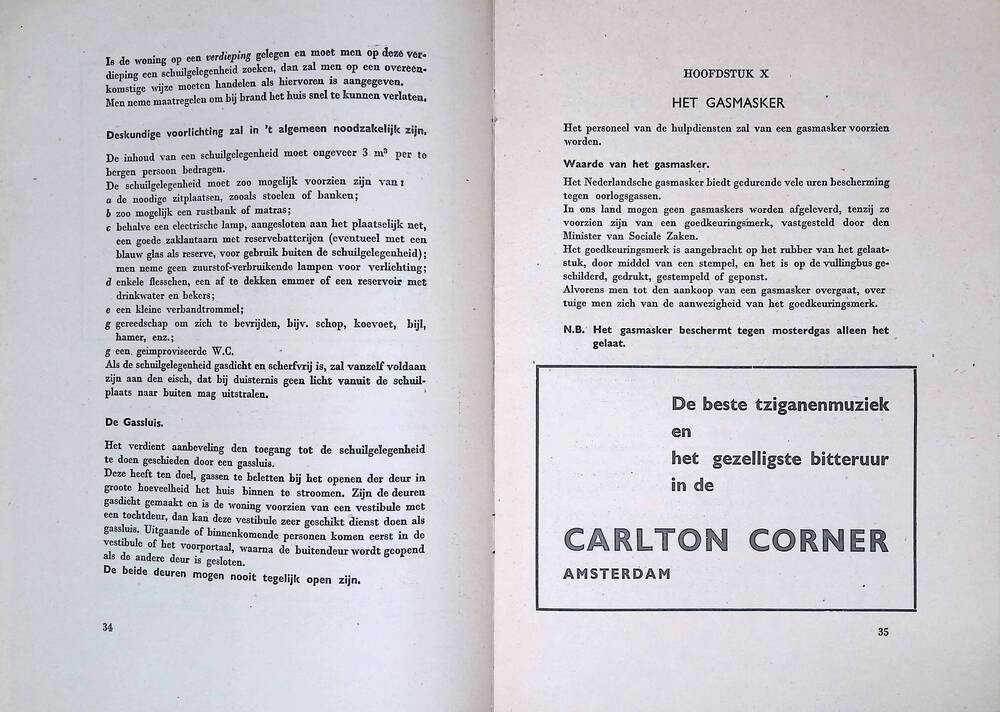 Is de woning op een verdieping gelegen en moet men op deze ver-
dieping een schuilgelegenheid zoeken, dan zal men op een overeen-
komstige wijze moeten handelen als hiervoren is aangegeven.
Men neme maatregelen om bij brand het huis snel te kunnen verlaten.
Deskundige voorlichting zal in 't algemeen noodzakelijk zijn.
De inhoud van een schuilgelegenheid moet ongeveer 3 m³ per te
bergen persoon bedragen.
De schuilgelegenheid moet zoo mogelijk voorzien zijn van:
a de noodige zitplaatsen, zooals stoelen of banken;
b zoo mogelijk een rustbank of matras;
c behalve een electrische lamp, aangesloten aan het plaatselijk net,
een goede zaklantaarn met reservebatterijen (eventueel met een
blauw glas als reserve, voor gebruik buiten de schuilgelegenheid);
men neme geen zuurstof-verbruikende lampen voor verlichting;
d enkele flesschen, een af te dekken emmer of een reservoir met
drinkwater en bekers;
e een kleine verbandtrommel;
g gereedschap om zich te bevrijden, bijv. schop, koevoet, bijl,
hamer, enz.;
g een geimproviseerde W.C.
Als de schuilgelegenheid gasdicht en scherfvrij is, zal vanzelf voldaan
zijn aan den eisch, dat bij duisternis geen licht vanuit de schuil-
plaats naar buiten mag uitstralen.
De Gassluis.
Het verdient aanbeveling den toegang tot de schuilgelegenheid
te doen geschieden door een gassluis.
Deze heeft ten doel, gassen te beletten bij het openen der deur in
groote hoeveelheid het huis binnen te stroomen. Zijn de deuren
gasdicht gemaakt en is de woning voorzien van een vestibule met
een tochtdeur, dan kan deze vestibule zeer geschikt dienst doen als
gassluis. Uitgaande of binnenkomende personen komen eerst in de
vestibule of het voorportaal, waarna de buitendeur wordt geopend
als de andere deur is gesloten.
De beide deuren mogen nooit tegelijk open zijn.
34
HOOFDSTUK X
HET GASMASKER
Het personeel van de hulpdiensten zal van een gasmasker voorzien
worden.
Waarde van het gasmasker.
Het Nederlandsche gasmasker biedt gedurende vele uren bescherming
tegen oorlogsgassen.
In ons land mogen geen gasmaskers worden afgeleverd, tenzij ze
voorzien zijn van een goedkeuringsmerk, vastgesteld door den
Minister van Sociale Zaken.
Het goedkeuringsmerk is aangebracht op het rubber van het gelaat-
stuk, door middel van een stempel, en het is op de vullingbus ge-
schilderd, gedrukt, gestempeld of geponst.
Alvorens men tot den aankoop van een gasmasker overgaat, over
tuige men zich van de aanwezigheid van het goedkeuringsmerk.
N.B. Het gasmasker beschermt tegen mosterdgas alleen het
gelaat.
De beste tziganenmuziek
en
het gezelligste bitteruur
in de
CARLTON CORNER
AMSTERDAM
35